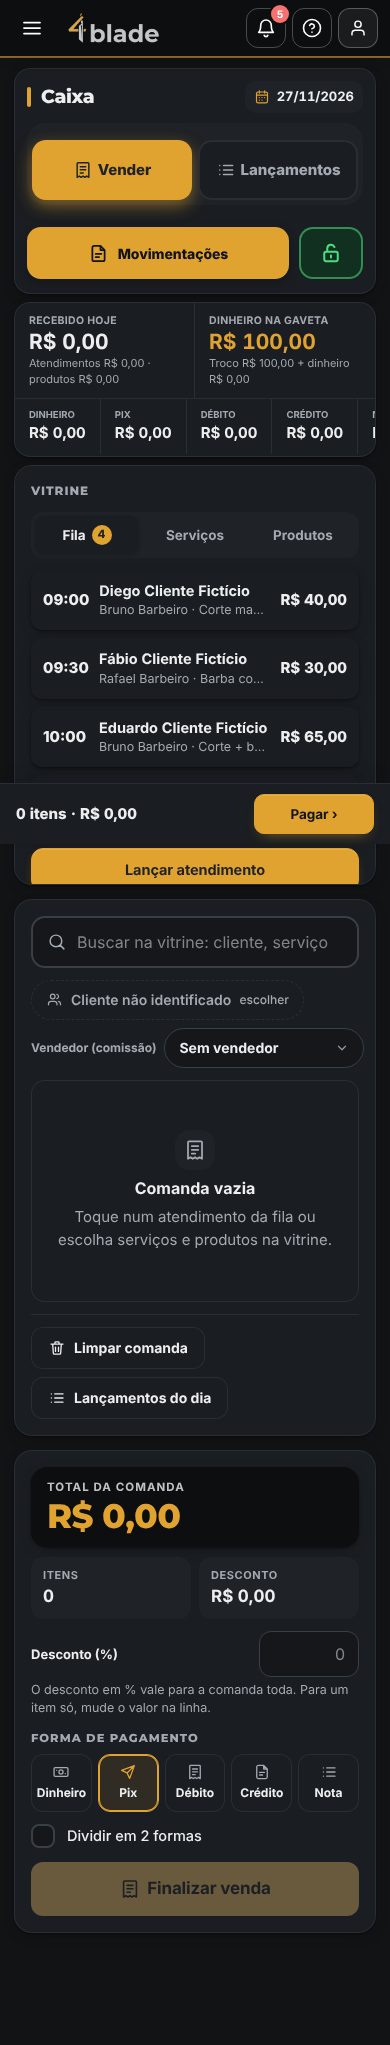 4blade
5
Caixa
27/11/2026
Vender
Lançamentos
Movimentações
RECEBIDO HOJE
R$ 0,00
Atendimentos R$ 0,00 ·
produtos R$ 0,00
DINHEIRO NA GAVETA
R$ 100,00
Troco R$ 100,00 + dinheiro
R$ 0,00
DINHEIRO
R$ 0,00
PIX
R$ 0,00
DÉBITO
R$ 0,00
CRÉDITO
R$ 0,00
VITRINE
Fila 4
Serviços
Produtos
09:00
Diego Cliente Fictício
Bruno Barbeiro · Corte ma...
R$ 40,00
09:30
Fábio Cliente Fictício
Rafael Barbeiro · Barba co...
R$ 30,00
10:00
Eduardo Cliente Fictício
Bruno Barbeiro · Corte + b...
R$ 65,00
0 itens · R$ 0,00
Pagar ›
Lançar atendimento
Buscar na vitrine: cliente, serviço
Cliente não identificado escolher
Vendedor (comissão)
Sem vendedor
Comanda vazia
Toque num atendimento da fila ou
escolha serviços e produtos na vitrine.
Limpar comanda
Lançamentos do dia
TOTAL DA COMANDA
R$ 0,00
ITENS
0
DESCONTO
R$ 0,00
Desconto (%)
0
O desconto em % vale para a comanda toda. Para um
item só, mude o valor na linha.
FORMA DE PAGAMENTO
Dinheiro
Pix
Débito
Crédito
Nota
Dividir em 2 formas
Finalizar venda